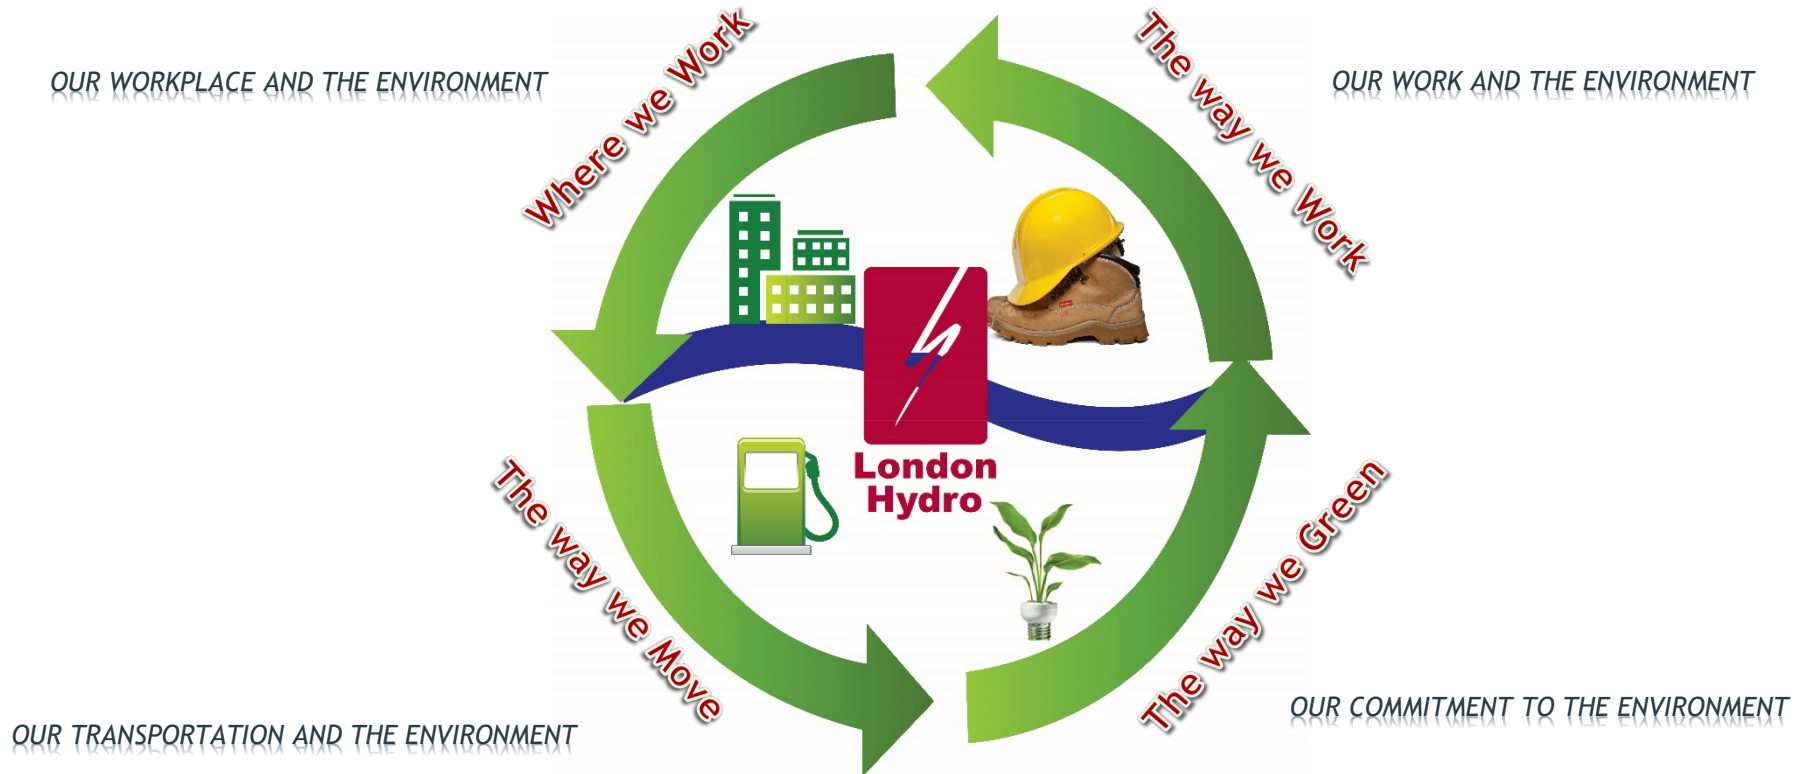 OUR WORKPLACE AND THE ENVIRONMENT
Where we Work
The way we Work
OUR WORK AND THE ENVIRONMENT
London
Hydro
The way we Move
The way we Green
OUR TRANSPORTATION AND THE ENVIRONMENT
OUR COMMITMENT TO THE ENVIRONMENT